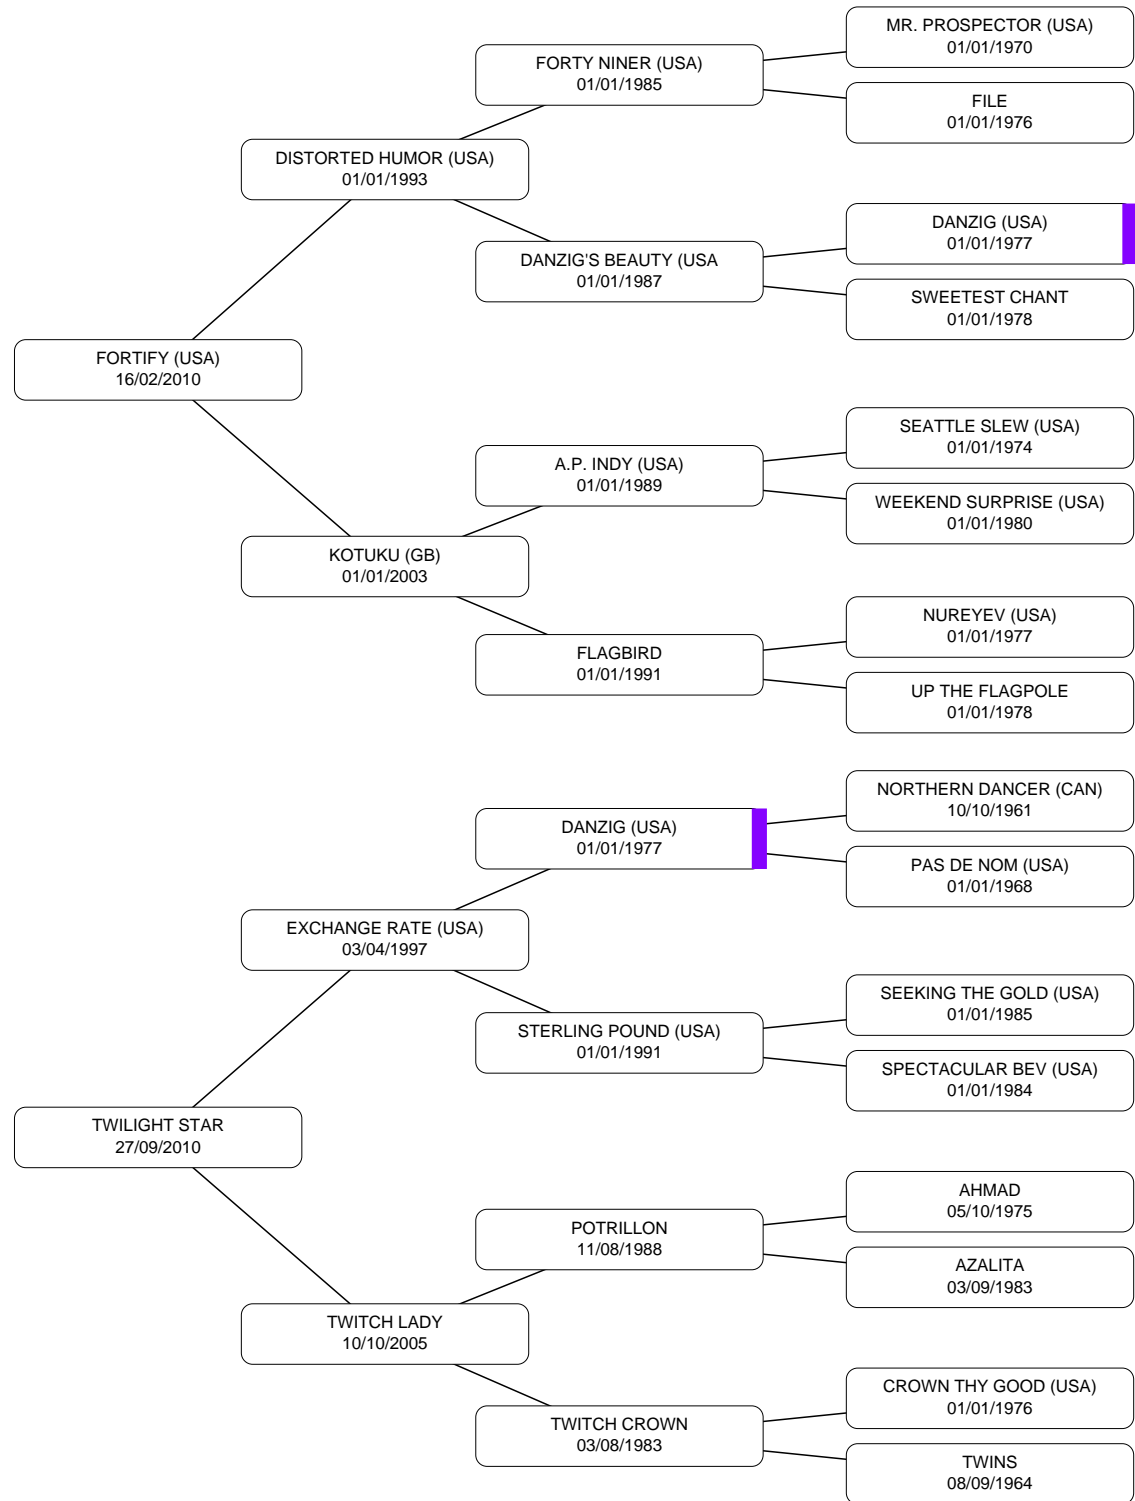 MR. PROSPECTOR (USA)
01/01/1970
FORTY NINER (USA)
01/01/1985
FILE
01/01/1976
DISTORTED HUMOR (USA)
01/01/1993
DANZIG (USA)
01/01/1977
DANZIG'S BEAUTY (USA
01/01/1987
SWEETEST CHANT
01/01/1978
FORTIFY (USA)
16/02/2010
SEATTLE SLEW (USA)
01/01/1974
A.P. INDY (USA)
01/01/1989
WEEKEND SURPRISE (USA)
01/01/1980
KOTUKU (GB)
01/01/2003
NUREYEV (USA)
01/01/1977
FLAGBIRD
01/01/1991
UP THE FLAGPOLE
01/01/1978
NORTHERN DANCER (CAN)
10/10/1961
DANZIG (USA)
01/01/1977
PAS DE NOM (USA)
01/01/1968
EXCHANGE RATE (USA)
03/04/1997
SEEKING THE GOLD (USA)
01/01/1985
STERLING POUND (USA)
01/01/1991
SPECTACULAR BEV (USA)
01/01/1984
TWILIGHT STAR
27/09/2010
AHMAD
05/10/1975
POTRILLON
11/08/1988
AZALITA
03/09/1983
TWITCH LADY
10/10/2005
CROWN THY GOOD (USA)
01/01/1976
TWITCH CROWN
03/08/1983
TWINS
08/09/1964